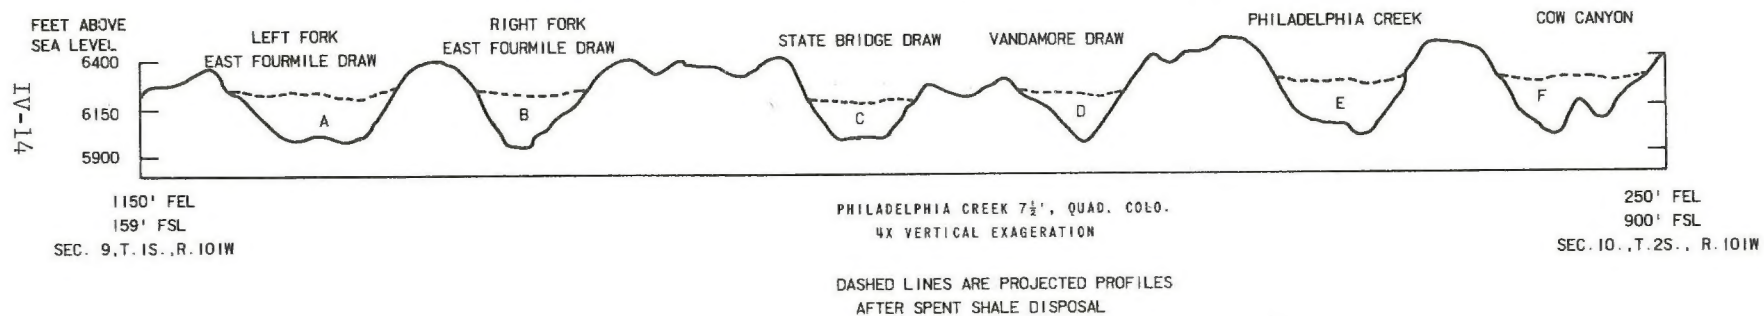 FEET ABOVE
SEA LEVEL
6400
6150
5900
IV-14
LEFT FORK
EAST FOURMILE DRAW
RIGHT FORK
EAST FOURMILE DRAW
STATE BRIDGE DRAW
VANDAMORE DRAW
PHILADELPHIA CREEK
COW CANYON
A
B
C
D
E
F
1150' FEL
159' FSL
SEC. 9,T.1S.,R.101W
PHILADELPHIA CREEK 7½', QUAD. COLO.
4X VERTICAL EXAGERATION
250' FEL
900' FSL
SEC.10.,T.2S., R.101W
DASHED LINES ARE PROJECTED PROFILES
AFTER SPENT SHALE DISPOSAL